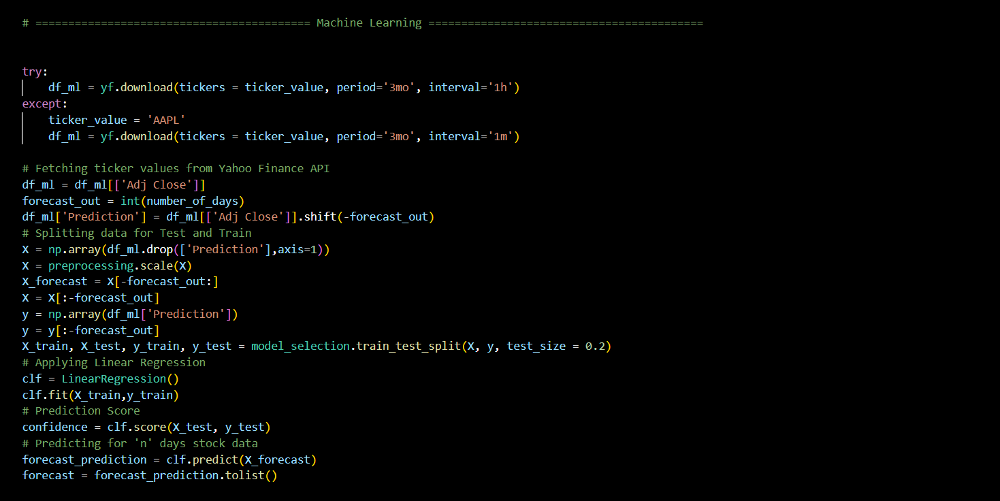 # ========================================== Machine Learning ==========================================
try:
    df_ml = yf.download(tickers = ticker_value, period='3mo', interval='1h')
except:
    ticker_value = 'AAPL'
    df_ml = yf.download(tickers = ticker_value, period='3mo', interval='1m')
# Fetching ticker values from Yahoo Finance API
df_ml = df_ml[['Adj Close']]
forecast_out = int(number_of_days)
df_ml['Prediction'] = df_ml[['Adj Close']].shift(-forecast_out)
# Splitting data for Test and Train
X = np.array(df_ml.drop(['Prediction'],axis=1))
X = preprocessing.scale(X)
X_forecast = X[-forecast_out:]
X = X[:-forecast_out]
y = np.array(df_ml['Prediction'])
y = y[:-forecast_out]
X_train, X_test, y_train, y_test = model_selection.train_test_split(X, y, test_size = 0.2)
# Applying Linear Regression
clf = LinearRegression()
clf.fit(X_train,y_train)
# Prediction Score
confidence = clf.score(X_test, y_test)
# Predicting for 'n' days stock data
forecast_prediction = clf.predict(X_forecast)
forecast = forecast_prediction.tolist()